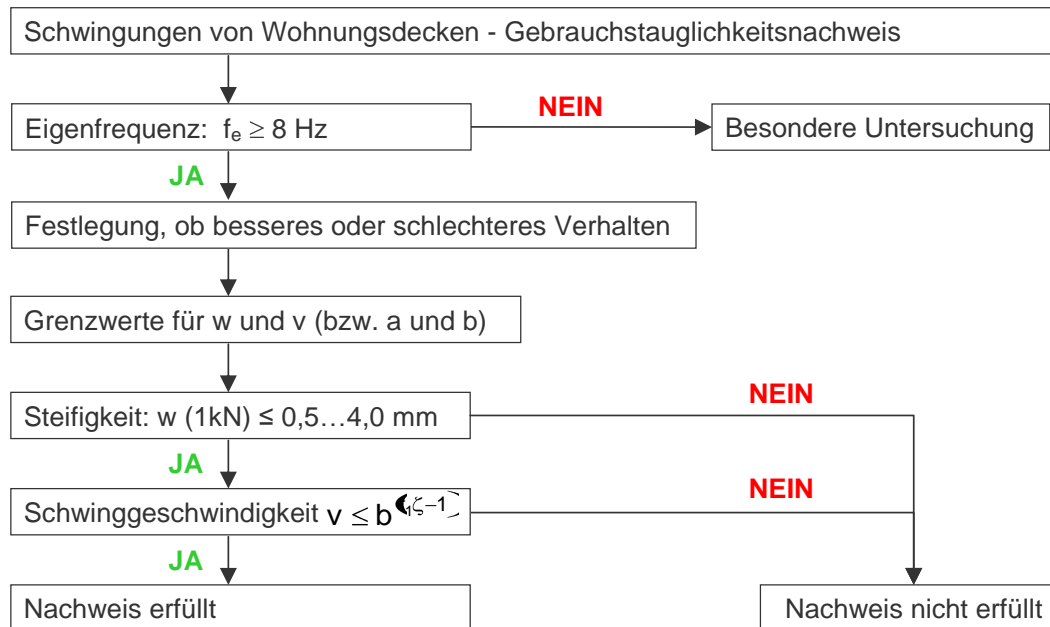 Schwingungen von Wohnungsdecken - Gebrauchstauglichkeitsnachweis
Eigenfrequenz: fₑ ≥ 8 Hz
NEIN
Besondere Untersuchung
JA
Festlegung, ob besseres oder schlechteres Verhalten
Grenzwerte für w und v (bzw. a und b)
Steifigkeit: w (1kN) ≤ 0,5…4,0 mm
NEIN
JA
Schwinggeschwindigkeit v ≤ b ζ−1
NEIN
JA
Nachweis erfüllt
Nachweis nicht erfüllt